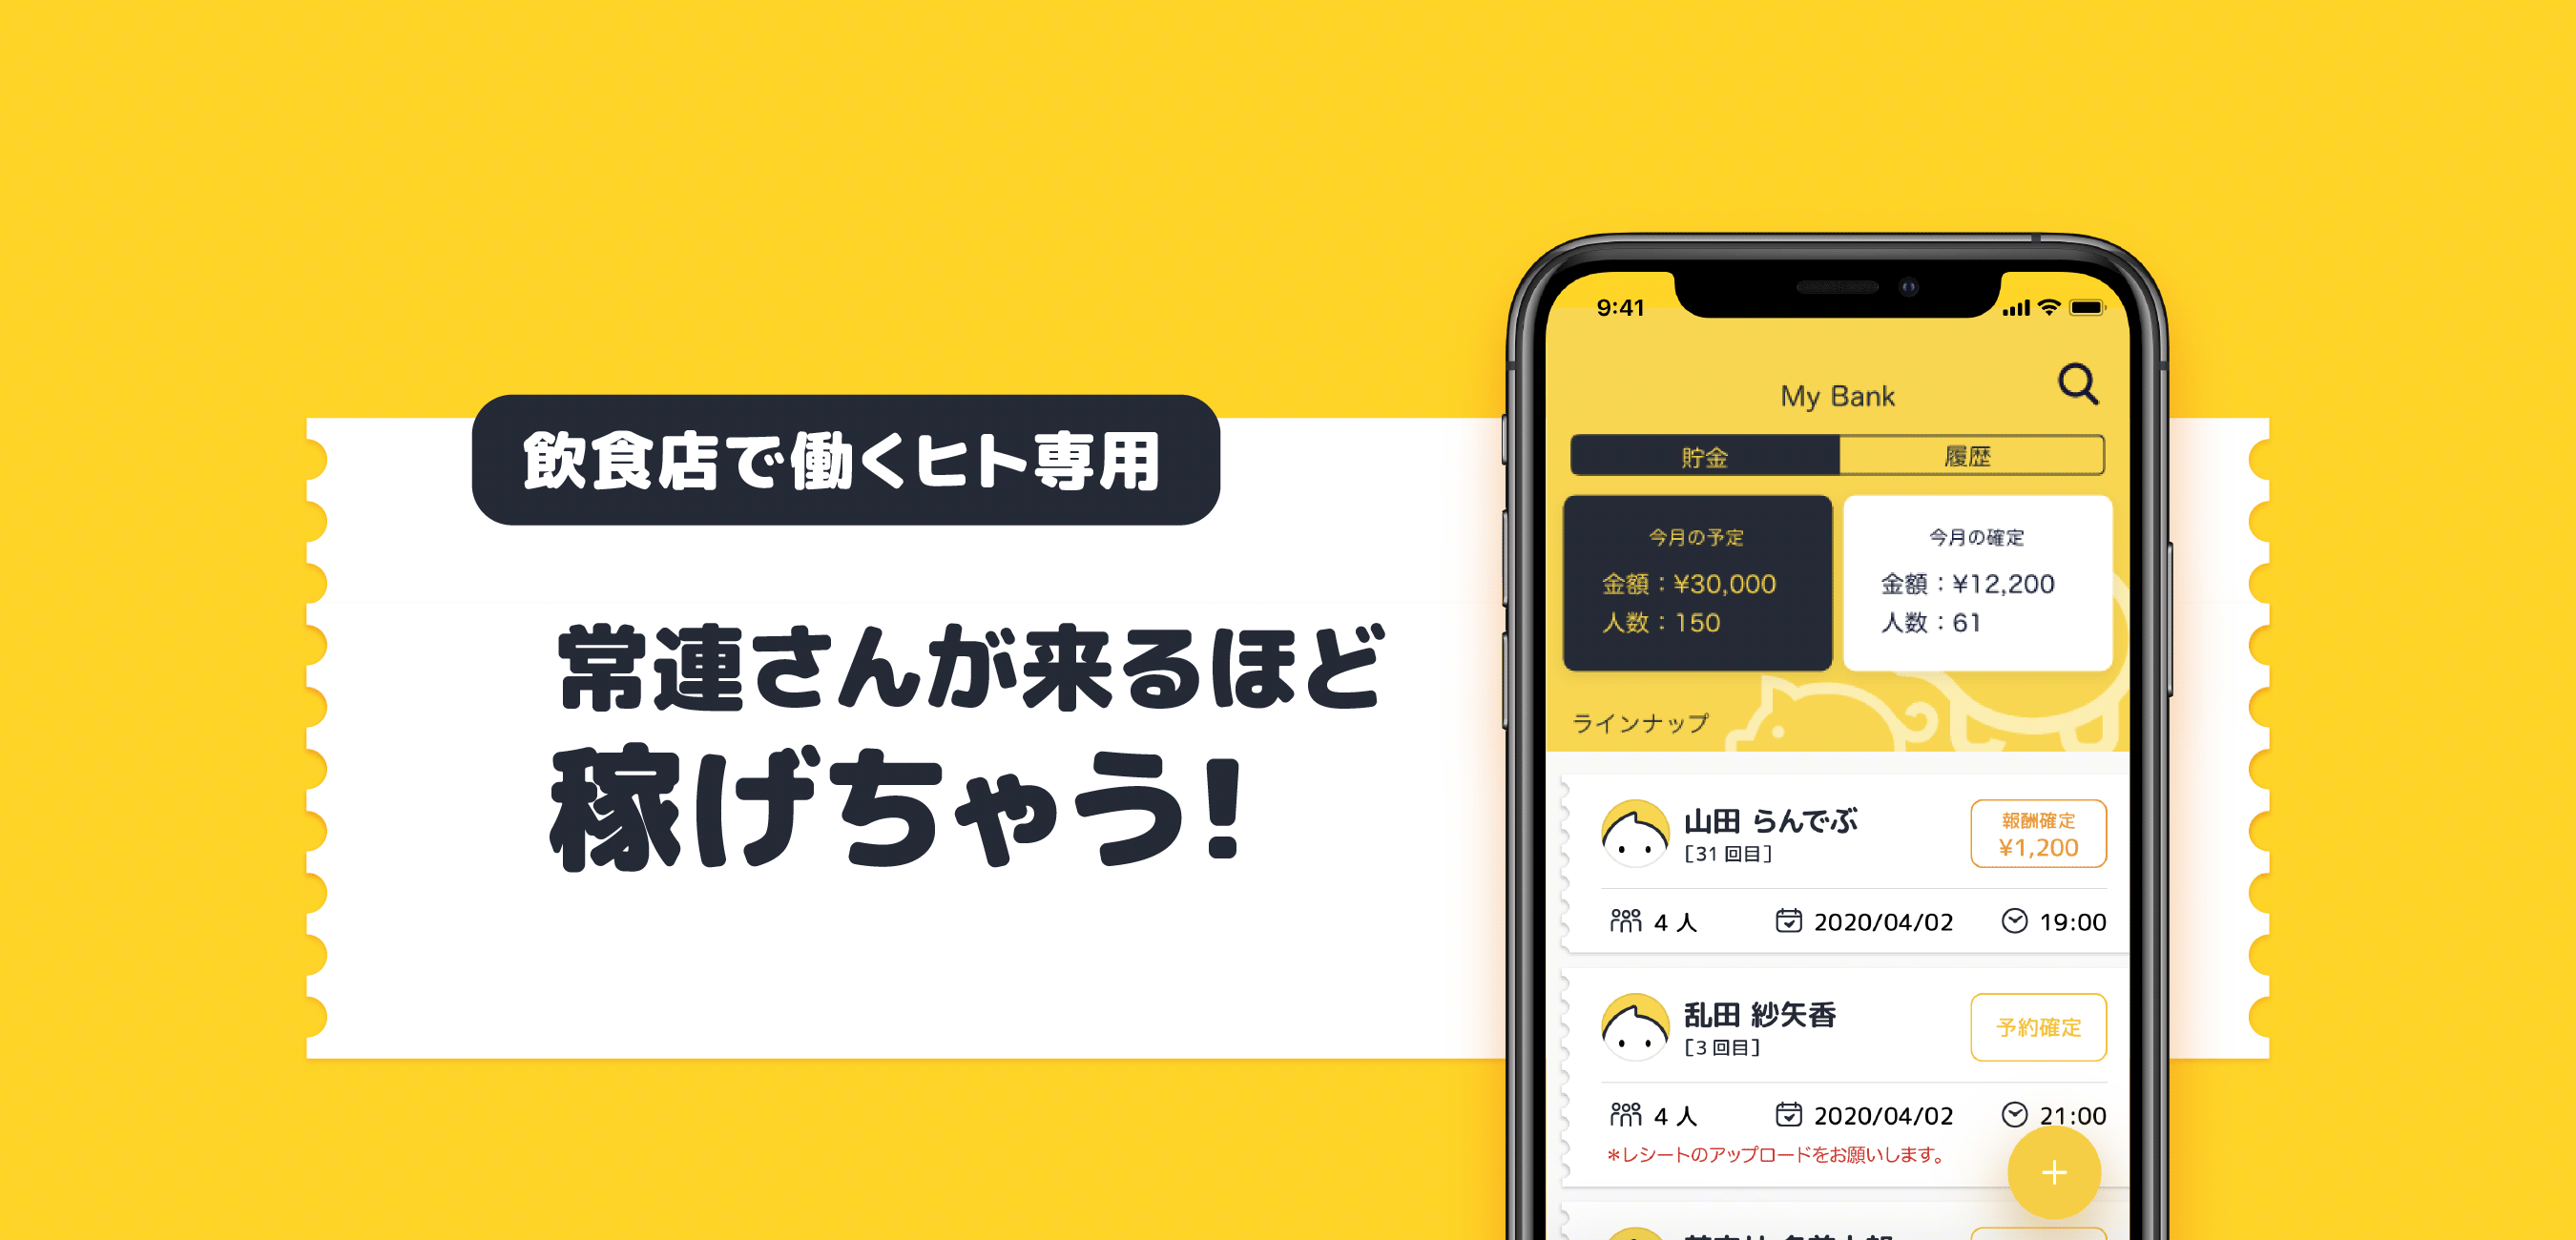 飲食店で働くヒト専用
常連さんが来るほど
稼げちゃう!
9:41
My Bank
貯金
履歴
今月の予定
金額：¥30,000
人数：150
今月の確定
金額：¥12,200
人数：61
ラインナップ
山田 らんでぶ
[31 回目]
報酬確定
¥1,200
4 人
2020/04/02
19:00
乱田 紗矢香
[3 回目]
予約確定
4 人
2020/04/02
21:00
*レシートのアップロードをお願いします。
+